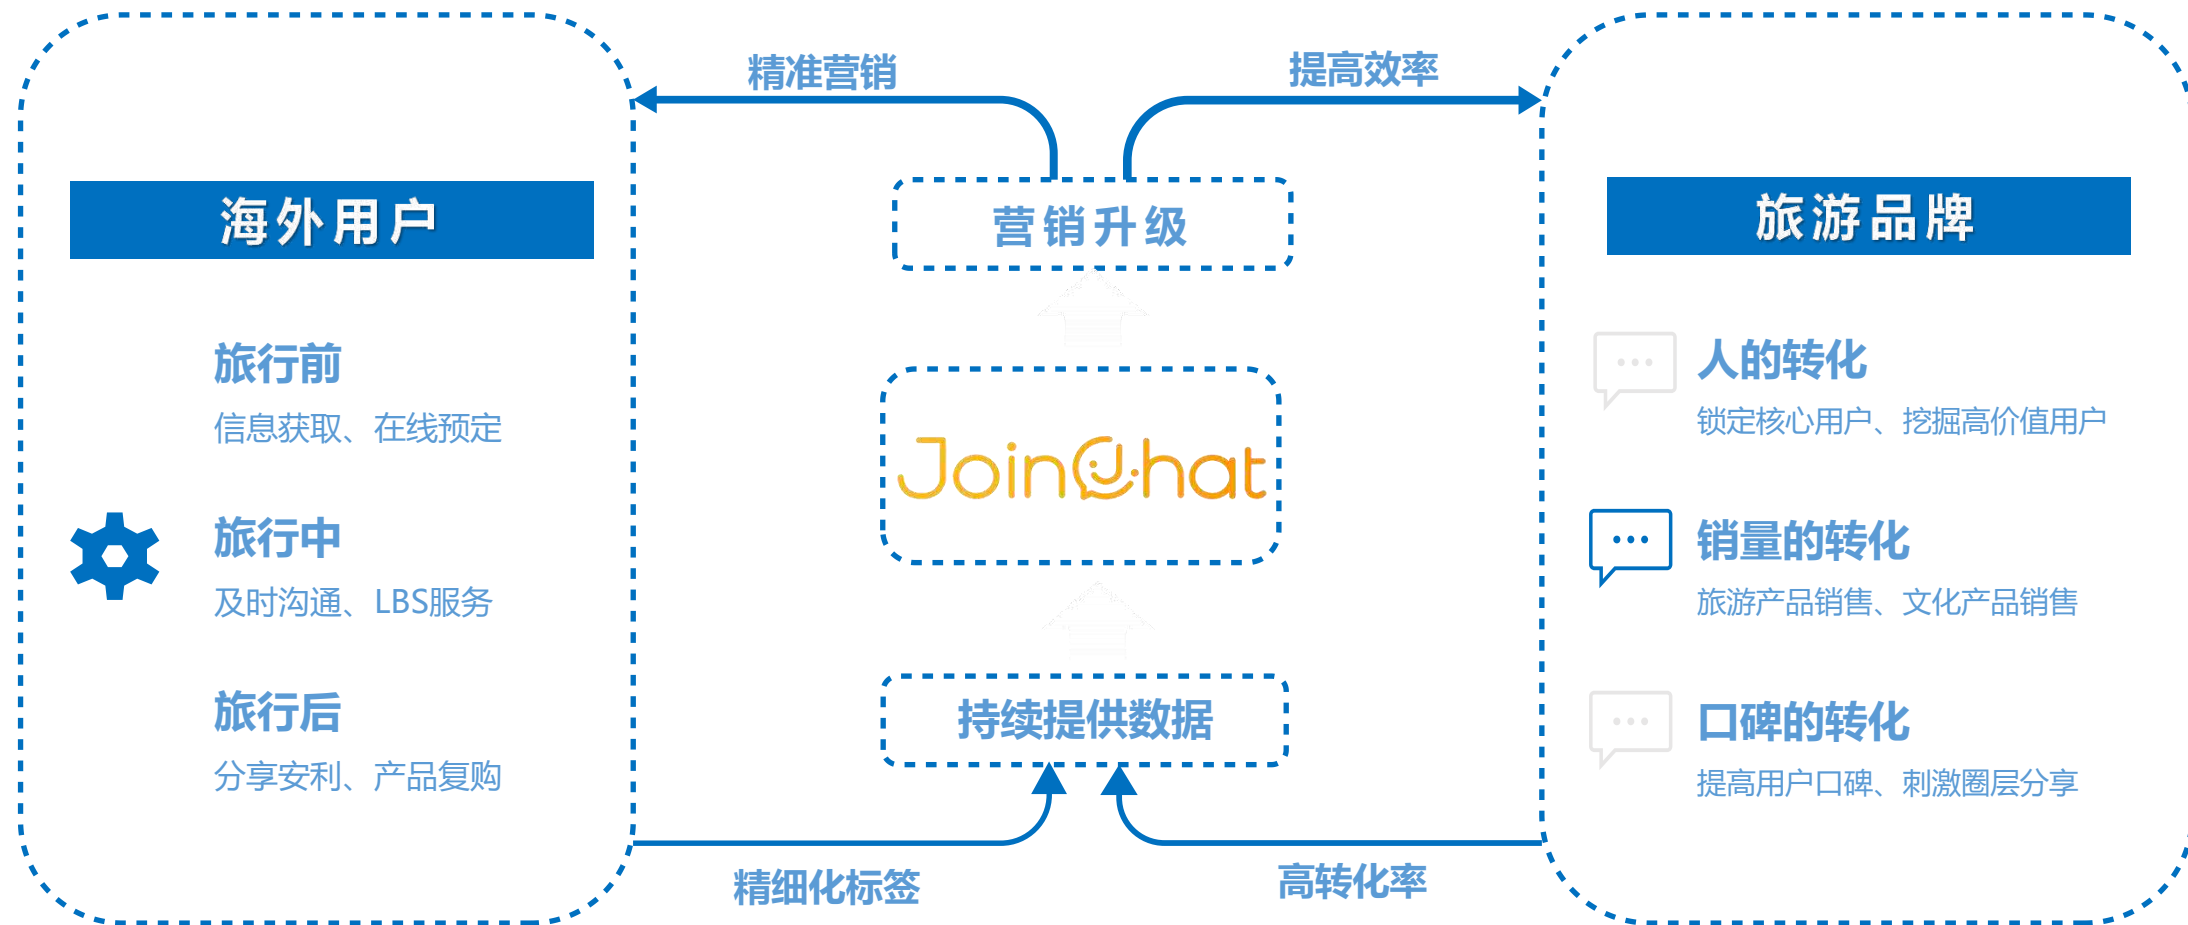 海外用户
旅行前
信息获取、在线预定
旅行中
及时沟通、LBS服务
旅行后
分享安利、产品复购
精准营销
提高效率
营销升级
JoinChat
持续提供数据
精细化标签
高转化率
旅游品牌
人的转化
锁定核心用户、挖掘高价值用户
销量的转化
旅游产品销售、文化产品销售
口碑的转化
提高用户口碑、刺激圈层分享